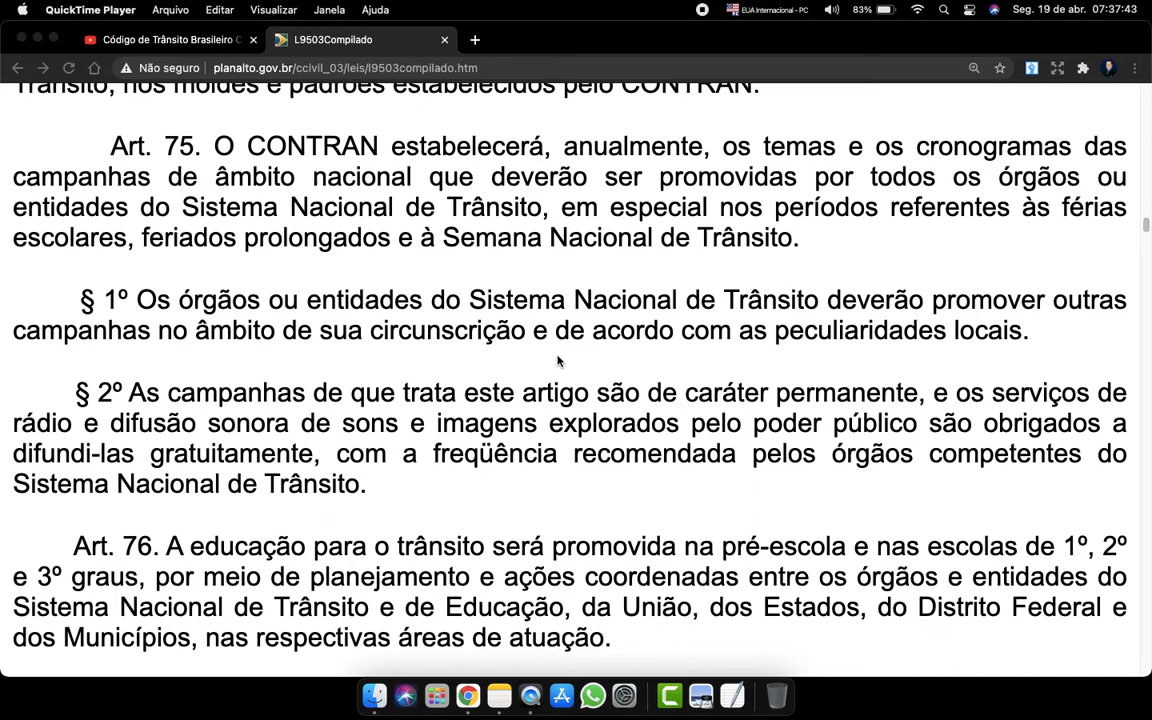 QuickTime Player Arquivo Editar Visualizar Janela Ajuda EUA Internacional - PC 83% Seg. 19 de abr. 07:37:43
Código de Trânsito Brasileiro C L9503Compilado
Não seguro planalto.gov.br/ccivil_03/leis/l9503compilado.htm
Trânsito, nos moldes e padrões estabelecidos pelo CONTRAN.
Art. 75. O CONTRAN estabelecerá, anualmente, os temas e os cronogramas das
campanhas de âmbito nacional que deverão ser promovidas por todos os órgãos ou
entidades do Sistema Nacional de Trânsito, em especial nos períodos referentes às férias
escolares, feriados prolongados e à Semana Nacional de Trânsito.
§ 1º Os órgãos ou entidades do Sistema Nacional de Trânsito deverão promover outras
campanhas no âmbito de sua circunscrição e de acordo com as peculiaridades locais.
§ 2º As campanhas de que trata este artigo são de caráter permanente, e os serviços de
rádio e difusão sonora de sons e imagens explorados pelo poder público são obrigados a
difundi-las gratuitamente, com a freqüência recomendada pelos órgãos competentes do
Sistema Nacional de Trânsito.
Art. 76. A educação para o trânsito será promovida na pré-escola e nas escolas de 1º, 2º
e 3º graus, por meio de planejamento e ações coordenadas entre os órgãos e entidades do
Sistema Nacional de Trânsito e de Educação, da União, dos Estados, do Distrito Federal e
dos Municípios, nas respectivas áreas de atuação.